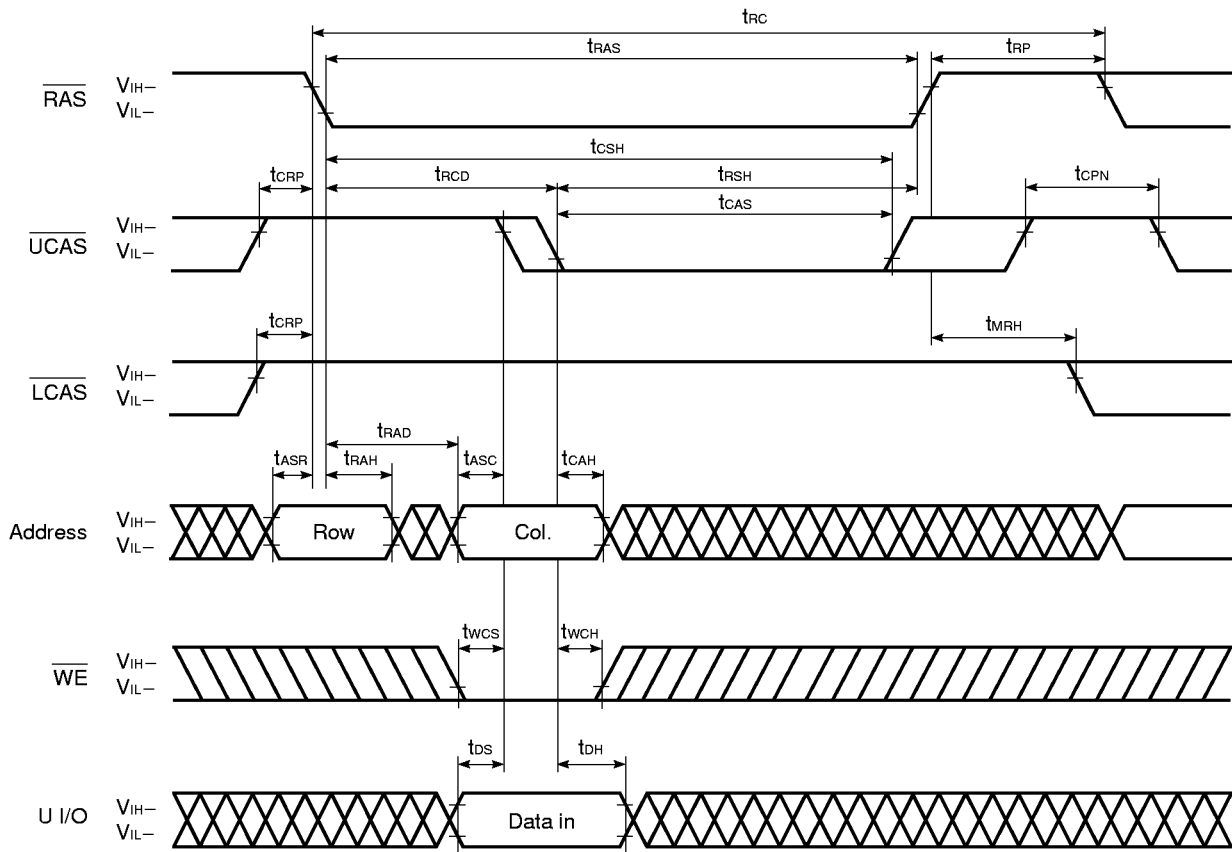 tRC
tRAS
tRP
RAS
VIH–
VIL–
tCSH
tCRP
tRCD
tRSH
tCPN
tCAS
UCAS
VIH–
VIL–
tCRP
tMRH
LCAS
VIH–
VIL–
tRAD
tASR
tRAH
tASC
tCAH
Address
VIH–
VIL–
Row
Col.
tWCS
tWCH
WE
VIH–
VIL–
tDS
tDH
U I/O
VIH–
VIL–
Data in